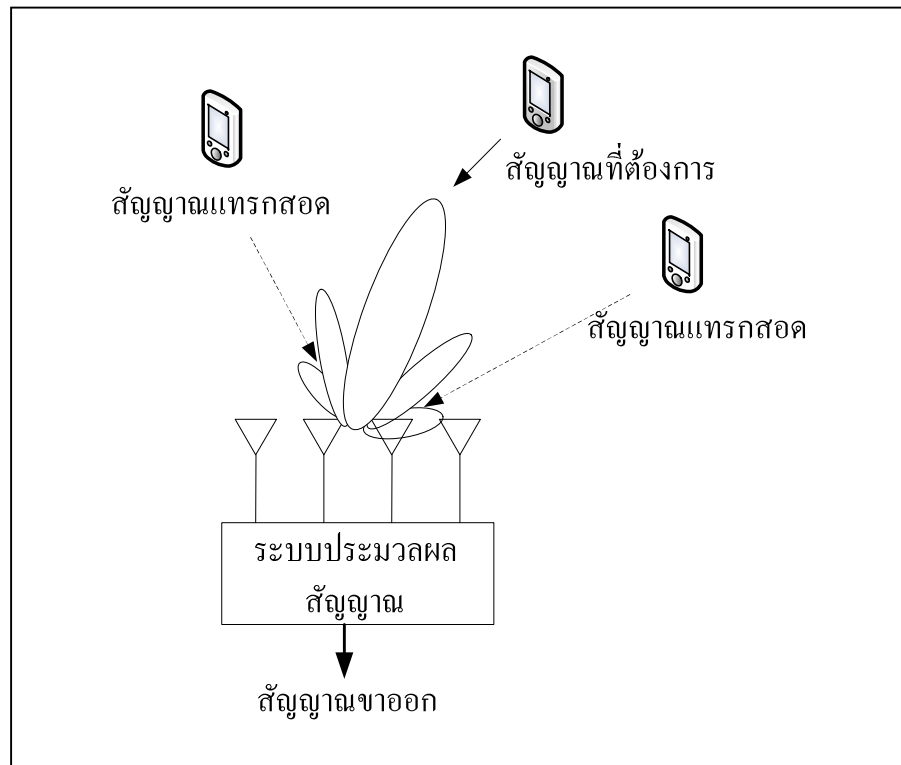 สัญญาณที่ต้องการ
สัญญาณแทรกสอด
สัญญาณแทรกสอด
ระบบประมวลผล
สัญญาณ
สัญญาณขาออก